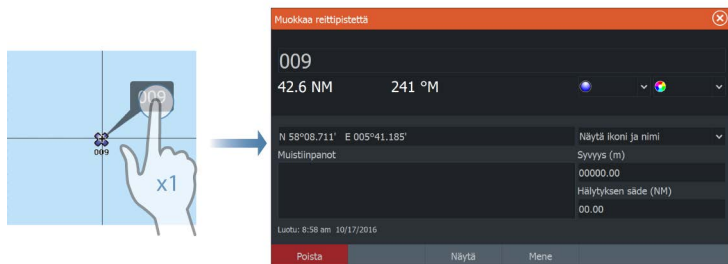 009
009
x1
Muokkaa reittipistettä
009
42.6 NM 241 °M
N 58°08.711' E 005°41.185' Näytä ikoni ja nimi
Muistiinpanot Syvyys (m)
00000.00
Hälytyksen säde (NM)
00.00
Luotu: 8:58 am 10/17/2016
Poista Näytä Mene